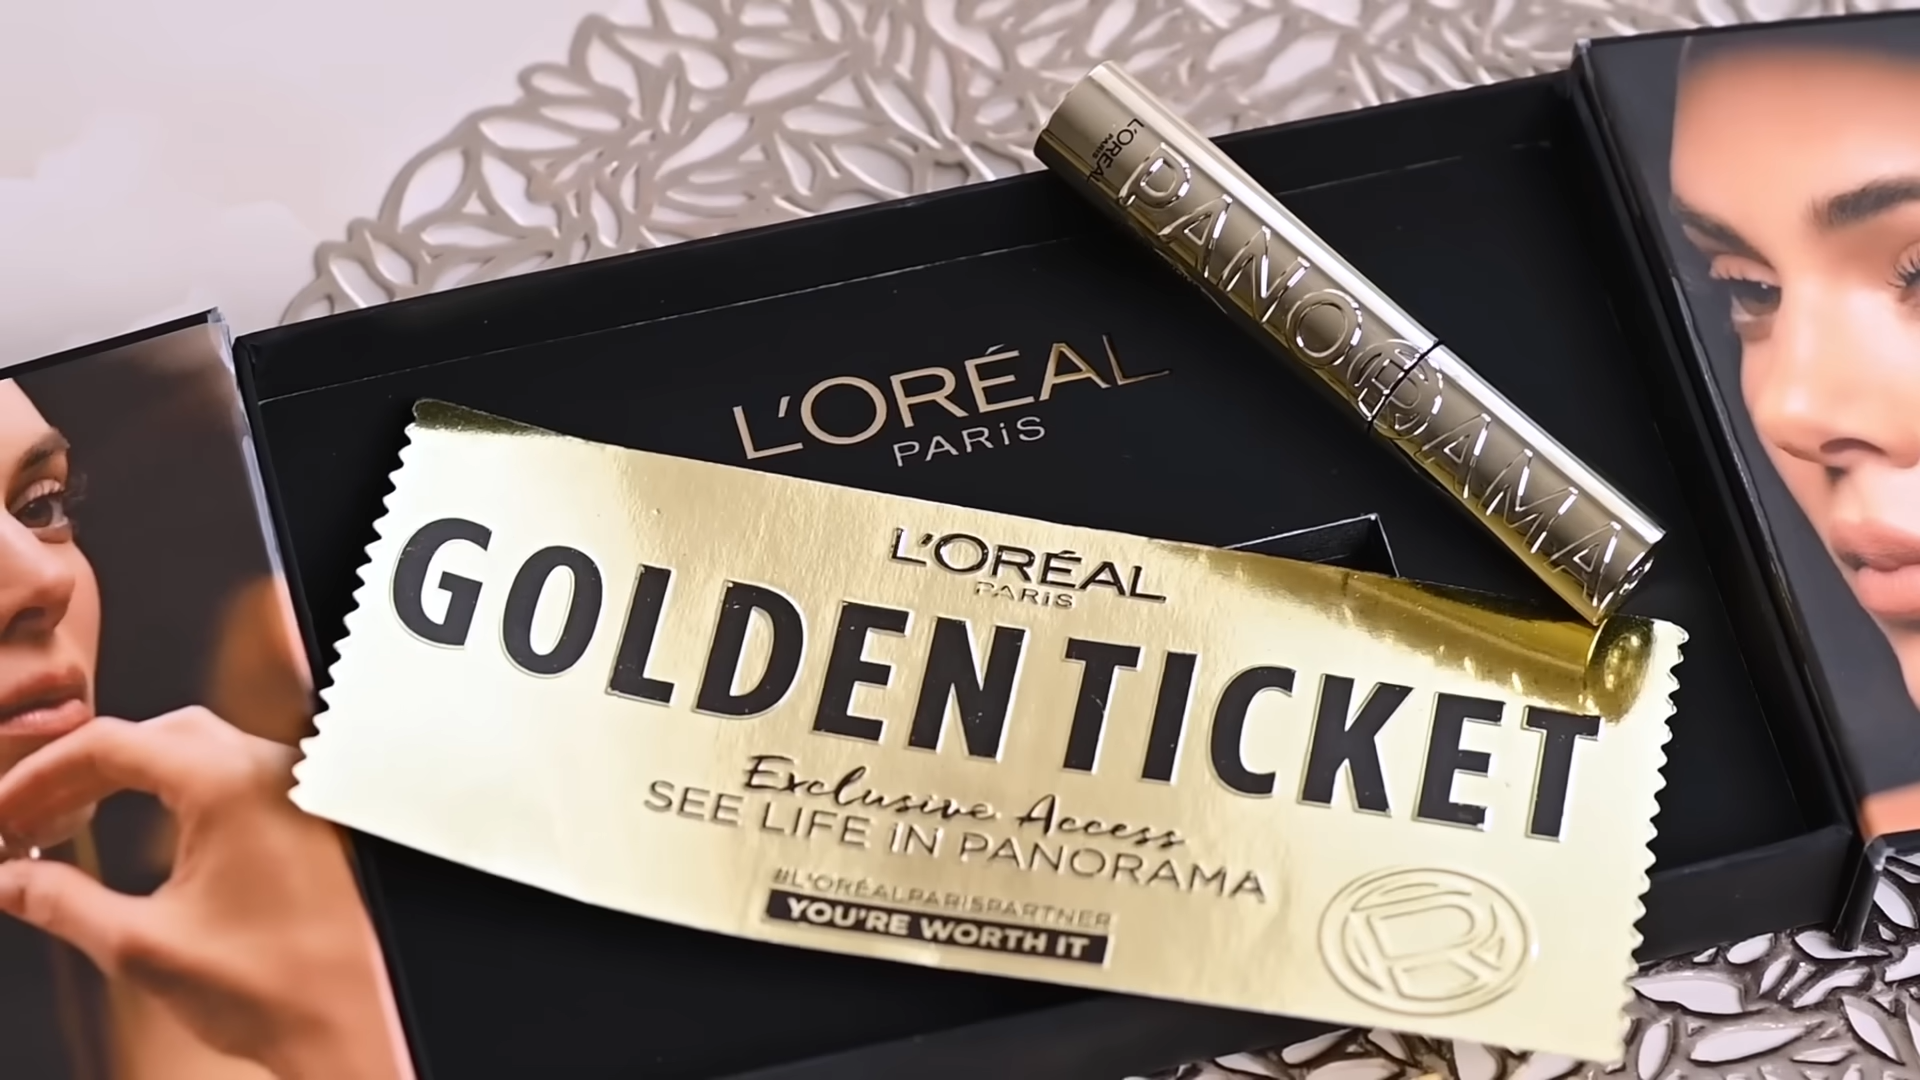 L'ORÉAL
PARIS
PANORAMA
L'ORÉAL
PARiS
L'ORÉAL
PARiS
GOLDEN TICKET
Exclusive Access
SEE LIFE iN PANORAMA
#L'ORÉALPARiSPARTNER
YOU'RE WORTH IT
R